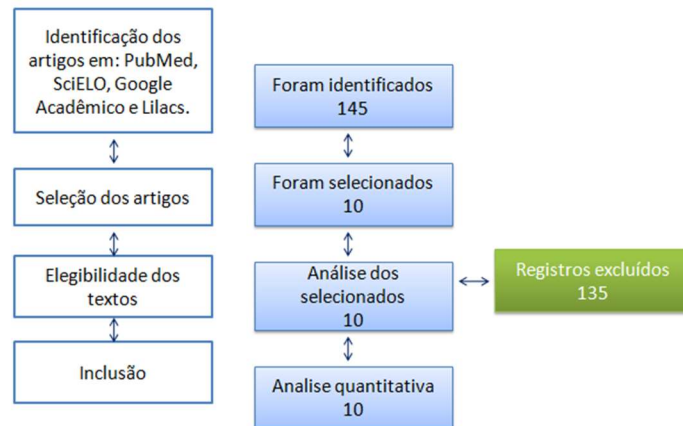 Identificação dos
artigos em: PubMed,
SciELO, Google
Acadêmico e Lilacs.
Seleção dos artigos
Elegibilidade dos
textos
Inclusão
Foram identificados
145
Foram selecionados
10
Análise dos
selecionados
10
Registros excluídos
135
Analise quantitativa
10